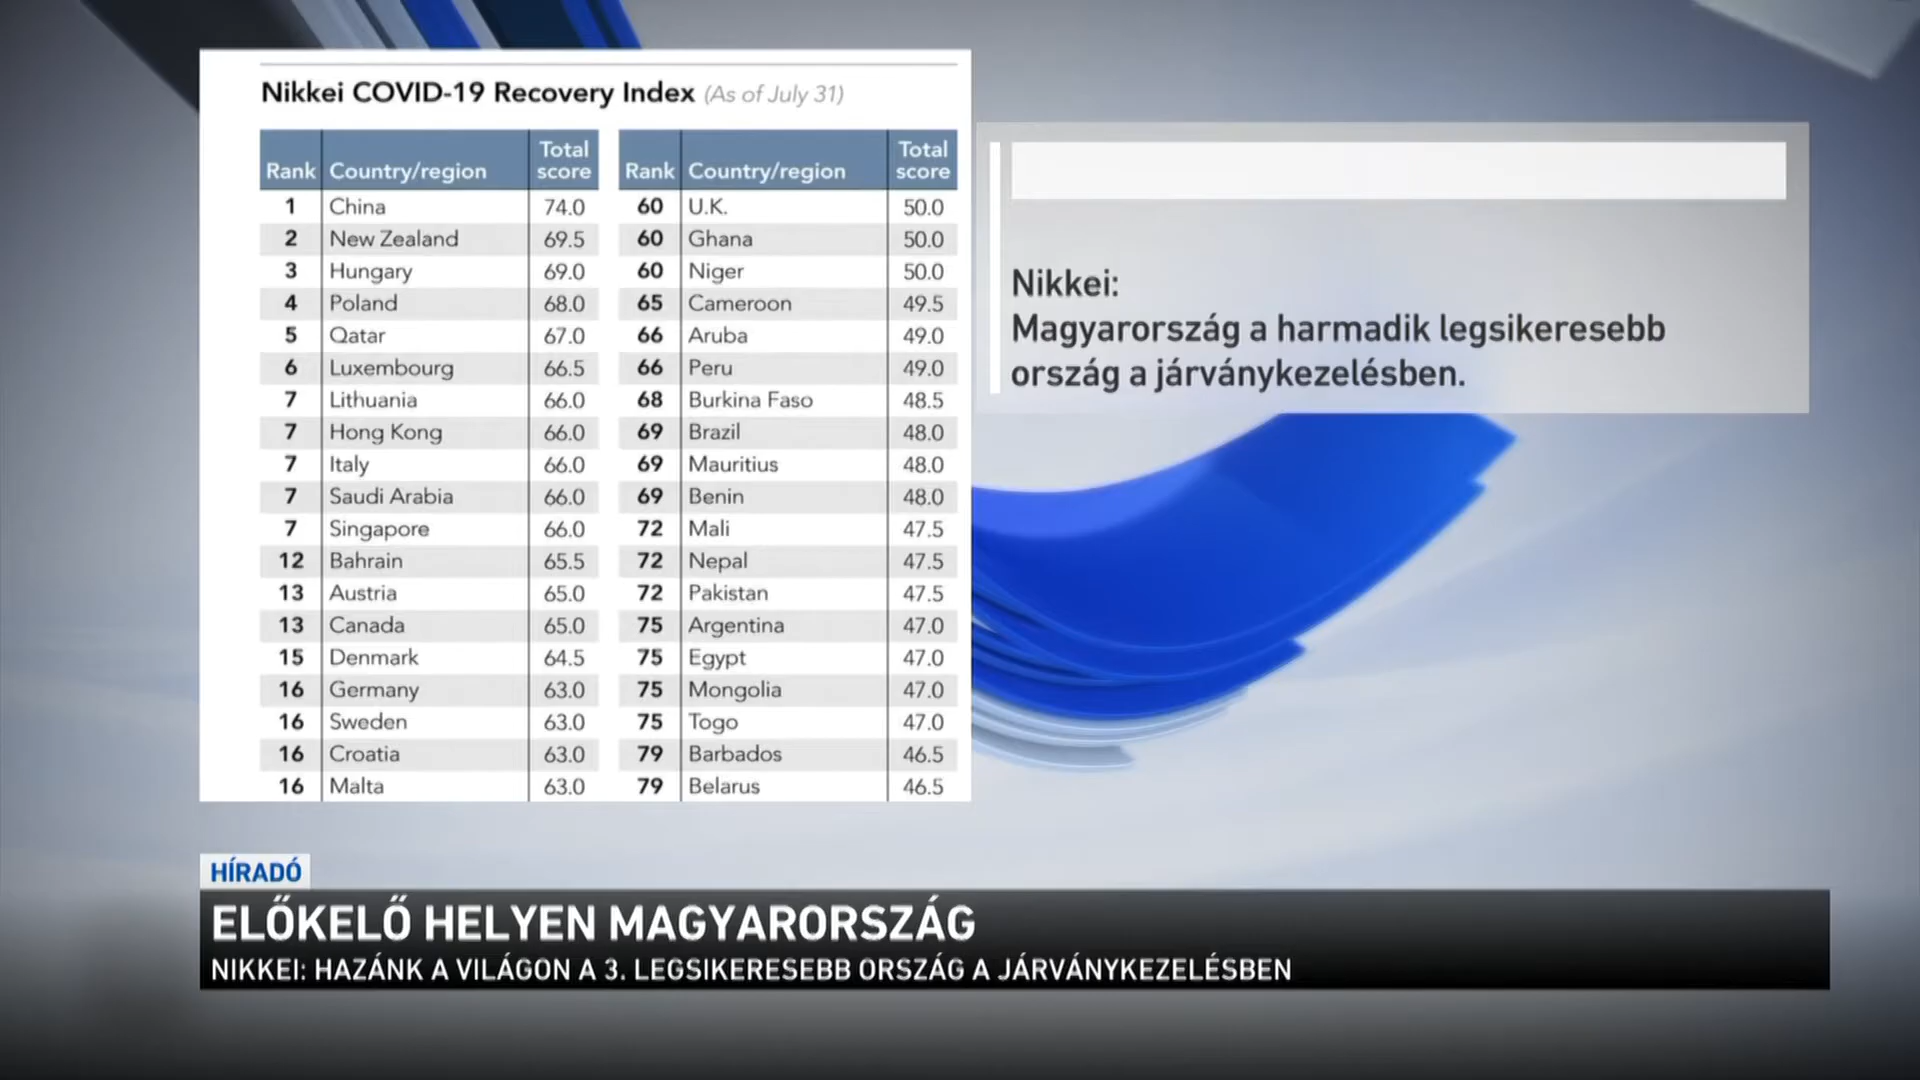 Nikkei COVID-19 Recovery Index (As of July 31)
Rank Country/region Total score Rank Country/region Total score
1 China 74.0 60 U.K. 50.0
2 New Zealand 69.5 60 Ghana 50.0
3 Hungary 69.0 60 Niger 50.0
4 Poland 68.0 65 Cameroon 49.5
5 Qatar 67.0 66 Aruba 49.0
6 Luxembourg 66.5 66 Peru 49.0
7 Lithuania 66.0 68 Burkina Faso 48.5
7 Hong Kong 66.0 69 Brazil 48.0
7 Italy 66.0 69 Mauritius 48.0
7 Saudi Arabia 66.0 69 Benin 48.0
7 Singapore 66.0 72 Mali 47.5
12 Bahrain 65.5 72 Nepal 47.5
13 Austria 65.0 72 Pakistan 47.5
13 Canada 65.0 75 Argentina 47.0
15 Denmark 64.5 75 Egypt 47.0
16 Germany 63.0 75 Mongolia 47.0
16 Sweden 63.0 75 Togo 47.0
16 Croatia 63.0 79 Barbados 46.5
16 Malta 63.0 79 Belarus 46.5
Nikkei:
Magyarország a harmadik legsikeresebb
ország a járványkezelésben.
HÍRADÓ
ELŐKELŐ HELYEN MAGYARORSZÁG
NIKKEI: HAZÁNK A VILÁGON A 3. LEGSIKERESEBB ORSZÁG A JÁRVÁNYKEZELÉSBEN